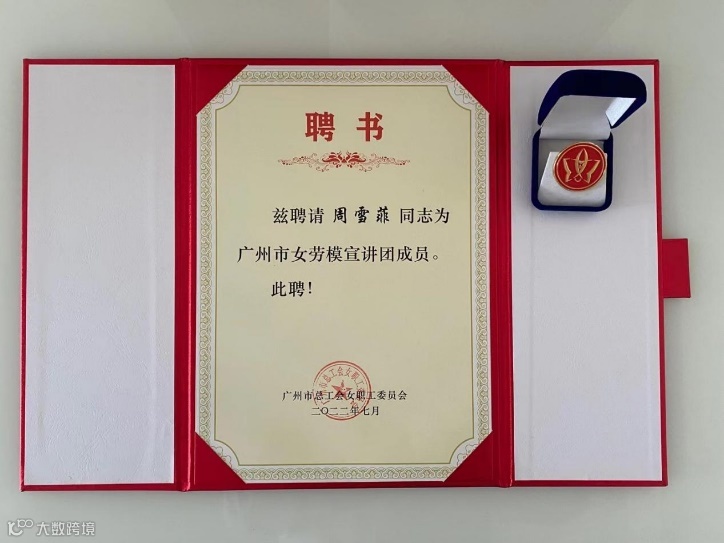 聘书
兹聘请 周雪菲 同志为
广州市女劳模宣讲团成员。
此聘!
广州市总工会女职工委员会
二〇二二年七月
大数跨境